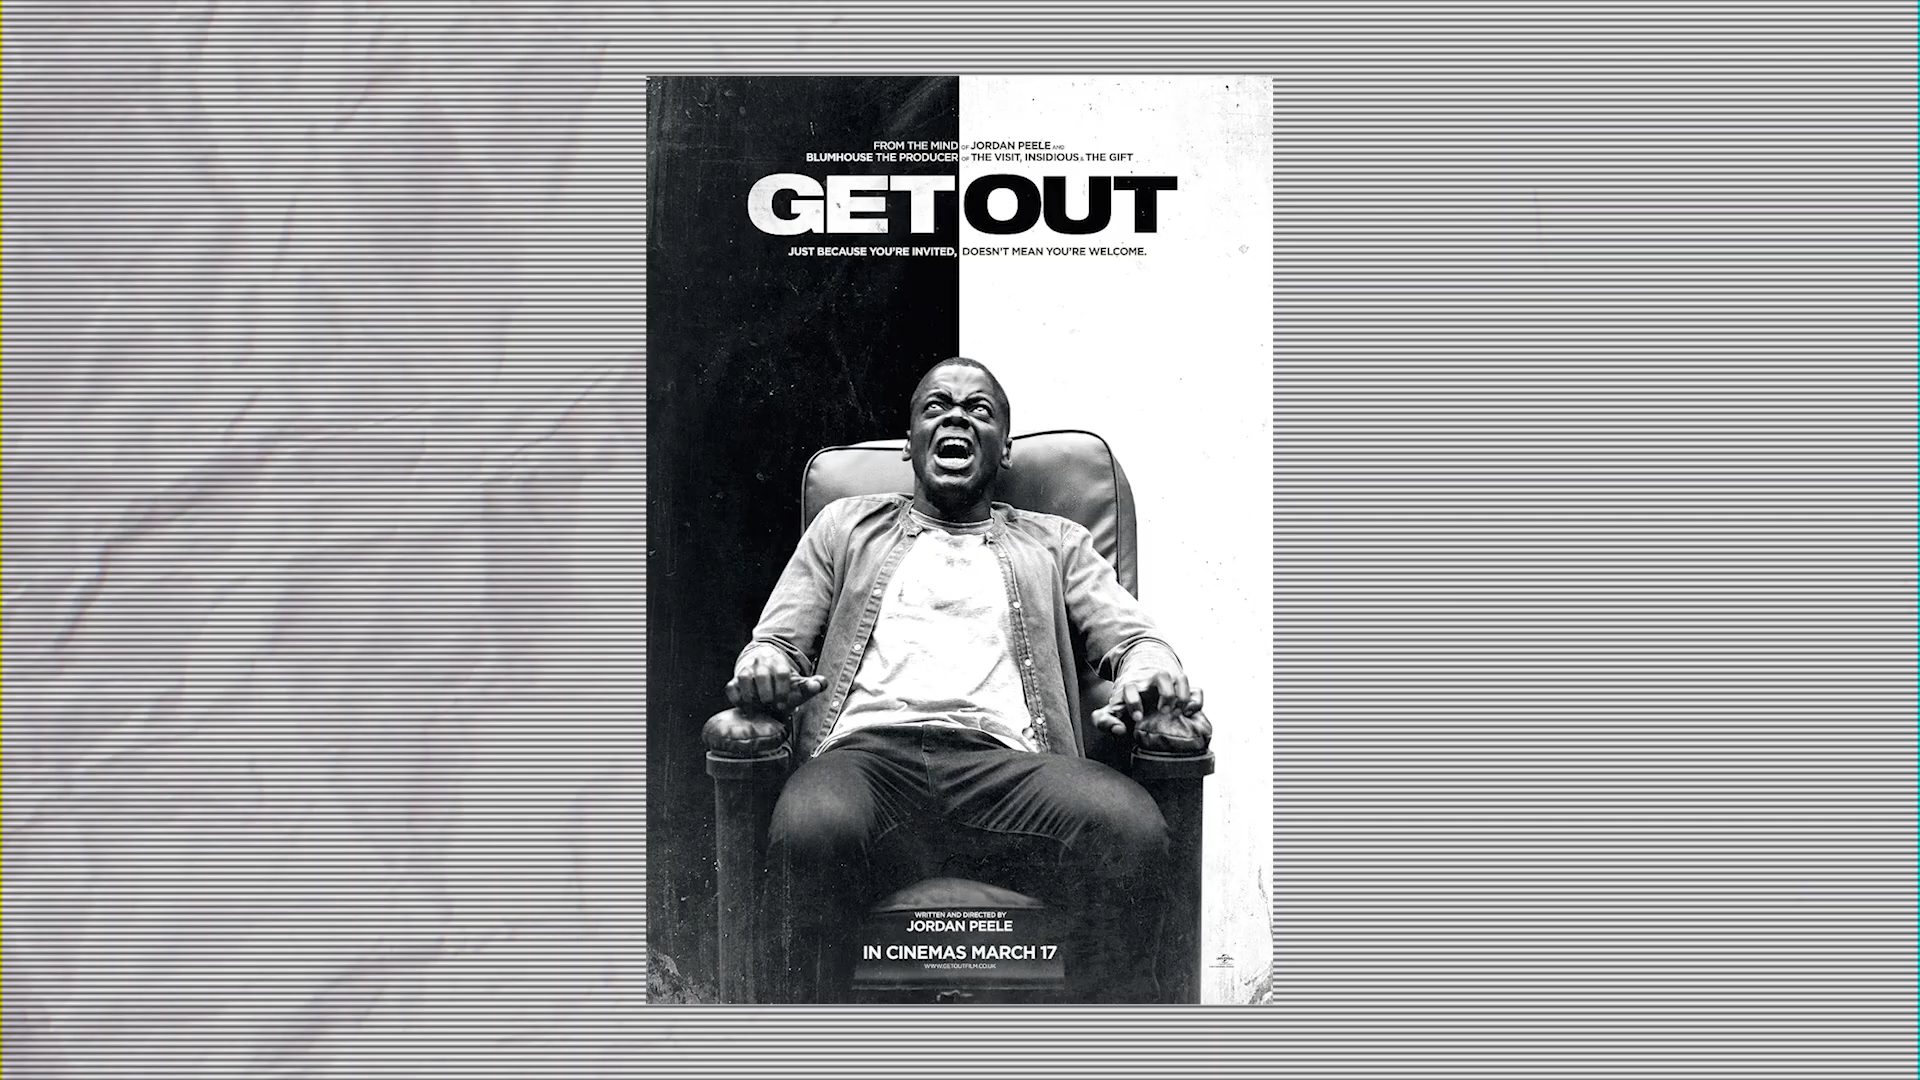 FROM THE MIND OF JORDAN PEELE AND
BLUMHOUSE THE PRODUCER OF THE VISIT, INSIDIOUS & THE GIFT
GET OUT
JUST BECAUSE YOU'RE INVITED, DOESN'T MEAN YOU'RE WELCOME.
WRITTEN AND DIRECTED BY
JORDAN PEELE
IN CINEMAS MARCH 17
WWW.GETOUTFILM.CO.UK